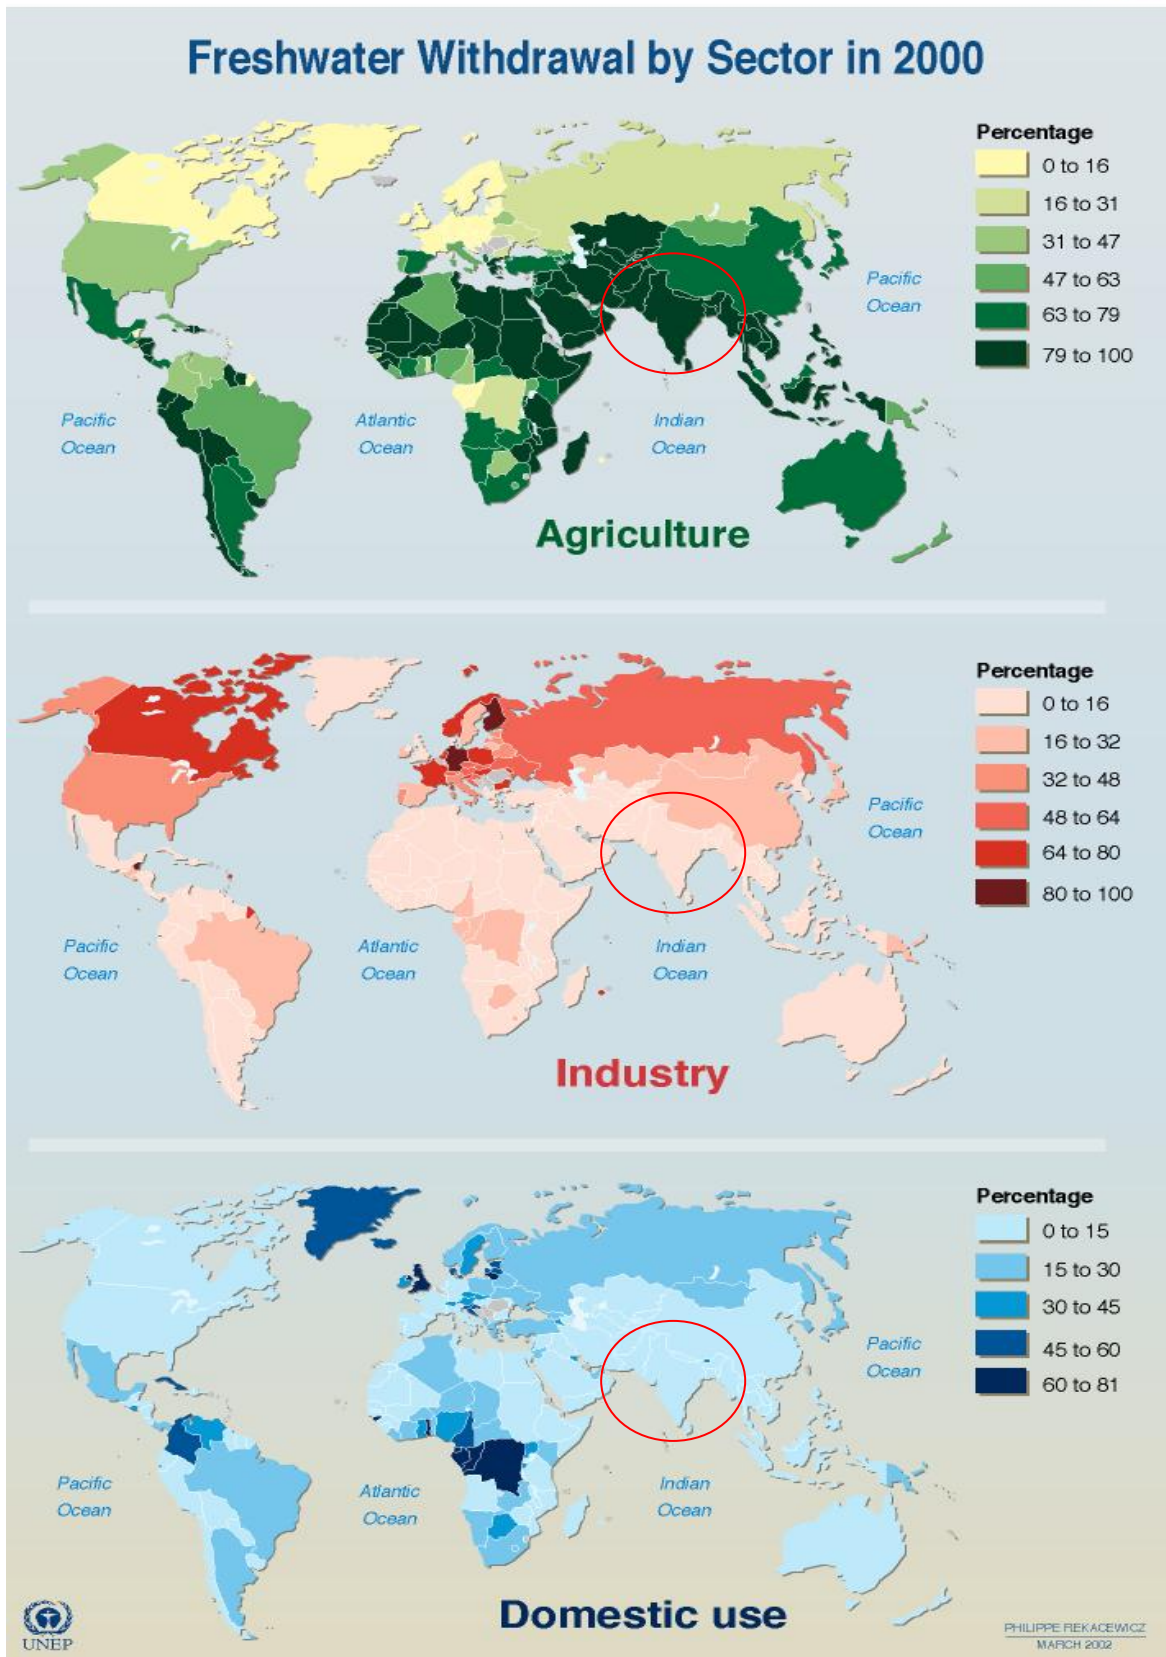 Freshwater Withdrawal by Sector in 2000
Percentage
0 to 16
16 to 31
31 to 47
47 to 63
63 to 79
79 to 100
Pacific
Ocean
Pacific
Ocean
Atlantic
Ocean
Indian
Ocean
Agriculture
Percentage
0 to 16
16 to 32
32 to 48
48 to 64
64 to 80
80 to 100
Pacific
Ocean
Pacific
Ocean
Atlantic
Ocean
Indian
Ocean
Industry
Percentage
0 to 15
15 to 30
30 to 45
45 to 60
60 to 81
Pacific
Ocean
Pacific
Ocean
Atlantic
Ocean
Indian
Ocean
Domestic use
UNEP
PHILIPPE REKACEWICZ
MARCH 2002